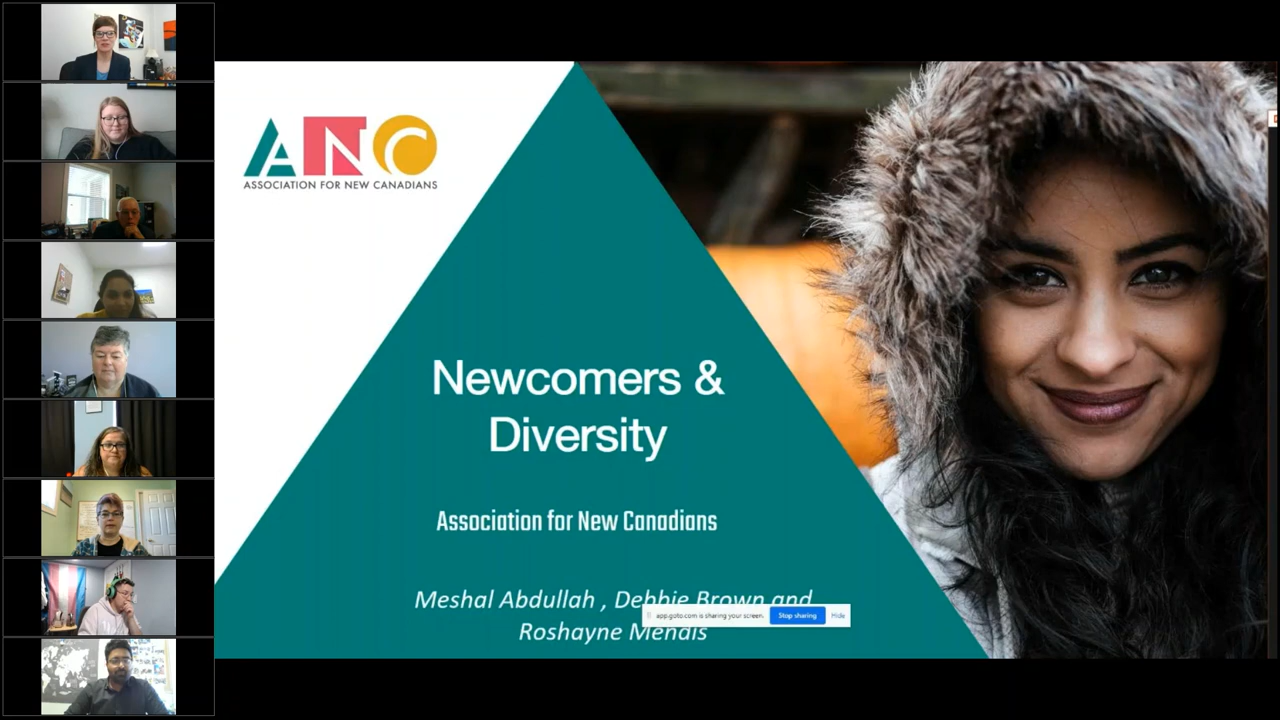 ANC
ASSOCIATION FOR NEW CANADIANS
Newcomers &
Diversity
Association for New Canadians
Meshal Abdullah , Debbie Brown and
Roshayne Mendis
app.goto.com is sharing your screen.
Stop sharing
Hide